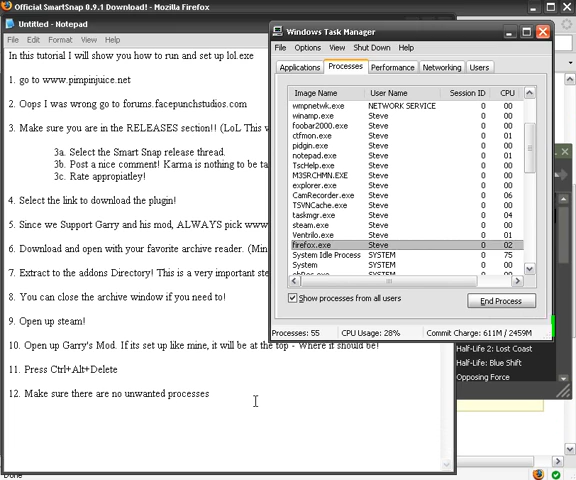 Official SmartSnap 0.9.1 Download! - Mozilla Firefox
Untitled - Notepad
File Edit Format View Help
In this tutorial I will show you how to run and set up lol.exe
1. go to www.pimpinjuice.net
2. Oops I was wrong go to forums.facepunchstudios.com
3. Make sure you are in the RELEASES section!! (LoL This w
3a. Select the Smart Snap release thread.
3b. Post a nice comment! Karma is nothing to be ta
3c. Rate appropiatley!
4. Select the link to download the plugin!
5. Since we Support Garry and his mod, ALWAYS pick www
6. Download and open with your favorite archive reader. (Min
7. Extract to the addons Directory! This is a very important ste
8. You can close the archive window if you need to!
9. Open up steam!
10. Open up Garry's Mod. If its set up like mine, it will be at the top - Where it should be!
11. Press Ctrl+Alt+Delete
12. Make sure there are no unwanted processes
Windows Task Manager
File Options View Shut Down Help
Applications Processes Performance Networking Users
Image Name User Name Session ID CPU
wmpnetwk.exe NETWORK SERVICE 0 00
winamp.exe Steve 0 00
foobar2000.exe Steve 0 00
ctfmon.exe Steve 0 01
pidgin.exe Steve 0 00
notepad.exe Steve 0 01
TscHelp.exe Steve 0 00
M3SRCHMN.EXE Steve 0 00
explorer.exe Steve 0 00
CamRecorder.exe Steve 0 06
TSVNCache.exe Steve 0 00
taskmgr.exe Steve 0 04
steam.exe Steve 0 00
Ventrilo.exe Steve 0 01
firefox.exe Steve 0 02
System Idle Process SYSTEM 0 75
System SYSTEM 0 00
Show processes from all users
End Process
Processes: 55 CPU Usage: 28% Commit Charge: 611M / 2459M
Half-Life 2: Lost Coast
Half-Life: Blue Shift
Opposing Force
Done